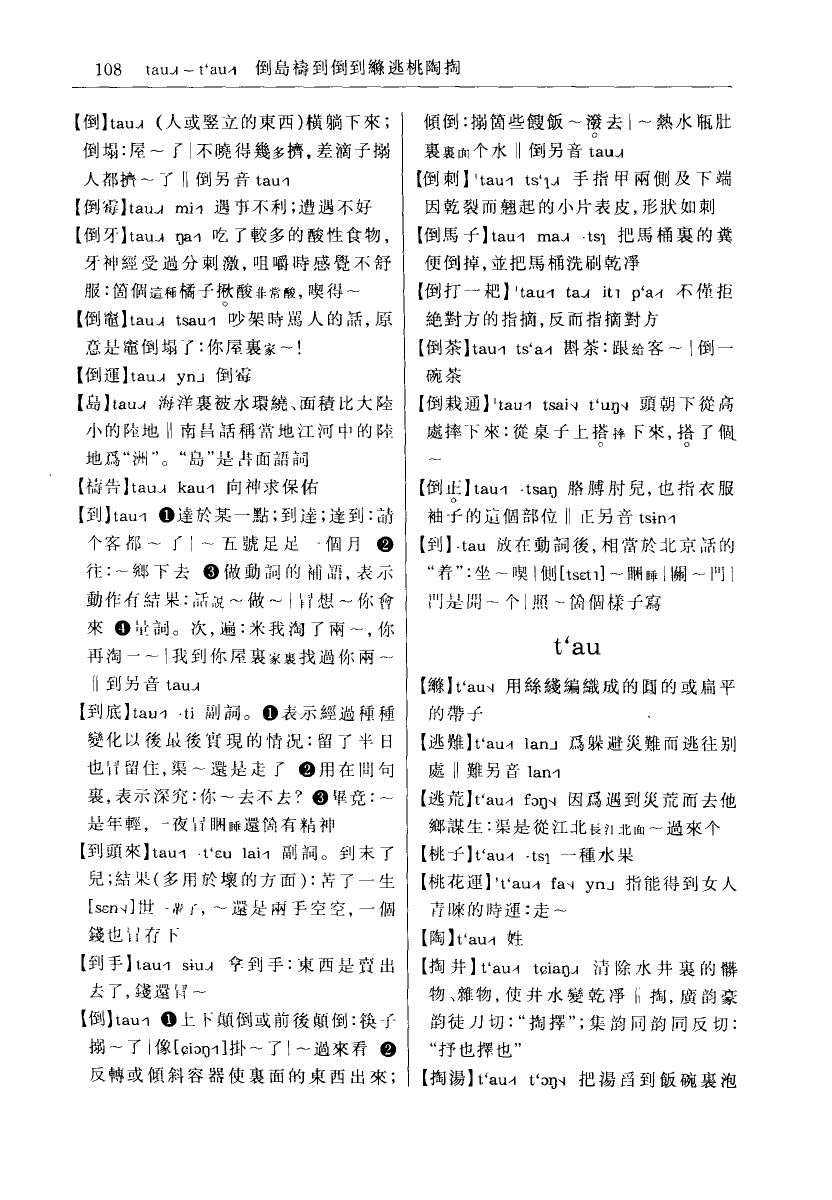 108 tau˩˧ ~ t‘au˧˥ 倒島禱到倒到縧逃桃陶掏
【倒】tau (人或竪立的東西)橫躺下來;
倒塌:屋～了|不曉得幾多擠,差滴子搦
人都擠～了‖倒另音 tau
【倒霉】tau mi 遇事不利;遭遇不好
【倒牙】tau ŋa 吃了較多的酸性食物,
牙神經受過分刺激,咀嚼時感覺不舒
服:箇個這種橘子揪酸非常酸,喫得～
【倒竈】tau tsau 吵架時駡人的話,原
意是竈倒塌了:你屋裏家～!
【倒運】tau yn 倒霉
【島】tau 海洋裏被水環繞、面積比大陸
小的陸地‖南昌話稱當地江河中的陸
地爲“洲”。“島”是書面語詞
【禱告】tau kau 向神求保佑
【到】tau ❶達於某一點;到達;達到:請
个客都～了|～五號足足一個月 ❷
往:～鄉下去 ❸做動詞的補語,表示
動作有結果:話説～做～|冒想～你會
來 ❹量詞。次,遍:米我淘了兩～,你
再淘一～|我到你屋裏家裏找過你兩～
‖到另音 tau
【到底】tau ·ti 副詞。❶表示經過種種
變化以後最後實現的情况:留了半日
也冒留住,渠～還是走了 ❷用在問句
裏,表示深究:你～去不去? ❸畢竟:～
是年輕,一夜冒睏睡還箇有精神
【到頭來】tau ·t‘ɛu lai 副詞。到末了
兒;結果(多用於壞的方面):苦了一生
[sɛn]世一輩子,～還是兩手空空,一個
錢也冒存下
【到手】tau sɨu 拿到手:東西是賣出
去了,錢還冒～
【倒】tau ❶上下顛倒或前後顛倒:筷子
搦～了|像[ɕiɔŋ]掛～了|～過來看 ❷
反轉或傾斜容器使裏面的東西出來;
傾倒:搦箇些餿飯～潑去|～熱水瓶肚
裏裏面个水‖倒另音 tau
【倒刺】'tau ts‘ɿ 手指甲兩側及下端
因乾裂而翹起的小片表皮,形狀如刺
【倒馬子】tau ma ·tsɿ 把馬桶裏的糞
便倒掉,並把馬桶洗刷乾凈
【倒打一耙】'tau ta it p‘a 不僅拒
絶對方的指摘,反而指摘對方
【倒茶】tau ts‘a 斟茶:跟給客～|倒一
碗茶
【倒栽通】'tau tsai t‘uŋ 頭朝下從高
處摔下來:從桌子上搭摔下來,搭了個
～
【倒正】tau ·tsaŋ 胳膊肘兒,也指衣服
袖子的這個部位‖正另音 tsɨn
【到】·tau 放在動詞後,相當於北京話的
“着”:坐～喫|側[tsɛt]～睏睡|關～門|
門是開～个|照～箇個樣子寫
t‘au
【縧】t‘au 用絲綫編織成的圓的或扁平
的帶子
【逃難】t‘au lan 爲躲避災難而逃往别
處‖難另音 lan
【逃荒】t‘au fɔŋ 因爲遇到災荒而去他
鄉謀生:渠是從江北長江北面～過來个
【桃子】t‘au ·tsɿ 一種水果
【桃花運】't‘au fa yn 指能得到女人
青睞的時運:走～
【陶】t‘au 姓
【掏井】t‘au tɕiaŋ 清除水井裏的髒
物、雜物,使井水變乾凈‖掏,廣韵豪
韵徒刀切:“掏擇”;集韵同韵同反切:
“抒也擇也”
【掏湯】t‘au t‘ɔŋ 把湯舀到飯碗裏泡